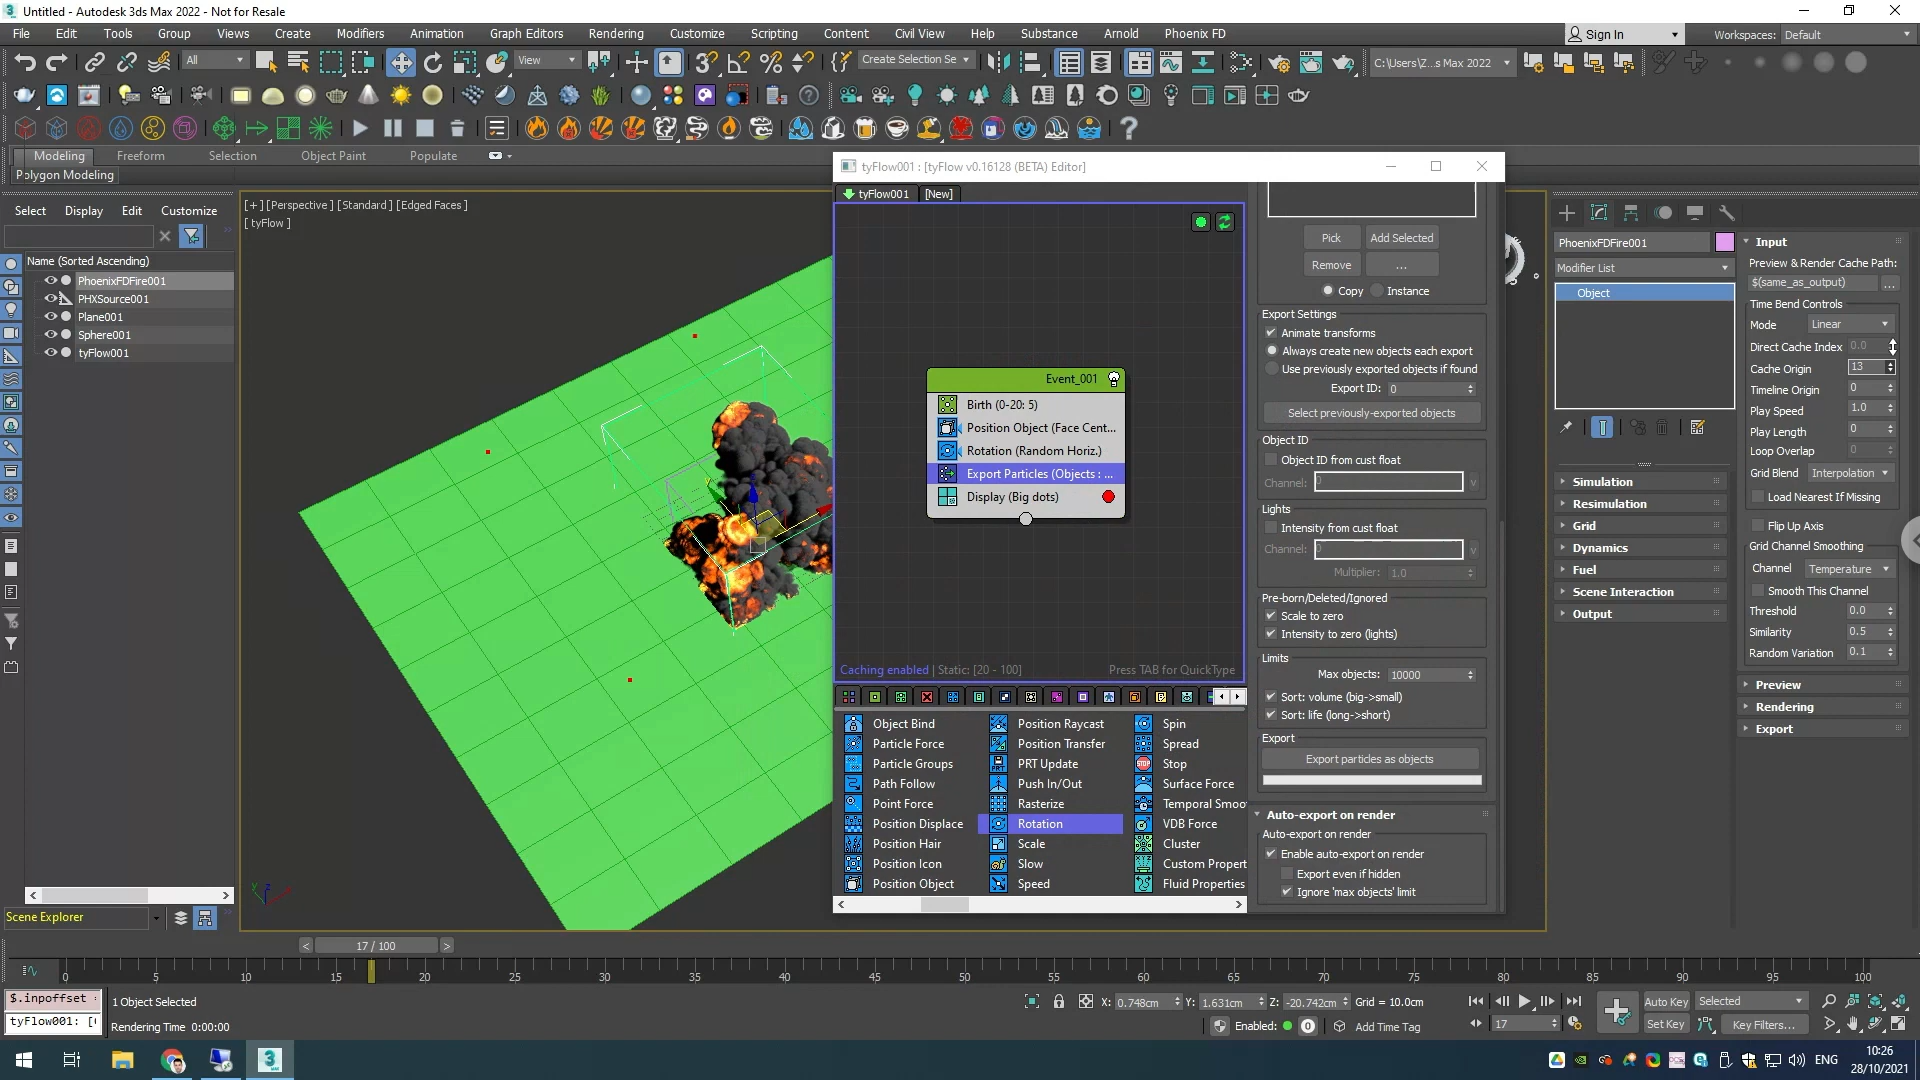 Untitled - Autodesk 3ds Max 2022 - Not for Resale
File Edit Tools Group Views Create Modifiers Animation Graph Editors Rendering Customize Scripting Content Civil View Help Substance Arnold Phoenix FD
Sign In Workspaces: Default
All View Create Selection Se C:\Users\Z...s Max 2022
Modeling Freeform Selection Object Paint Populate
Polygon Modeling
Select Display Edit Customize
Name (Sorted Ascending)
PhoenixFDFire001
PHXSource001
Plane001
Sphere001
tyFlow001
Scene Explorer
[+] [Perspective ] [Standard ] [Edged Faces ]
[ tyFlow ]
tyFlow001 : [tyFlow v0.16128 (BETA) Editor]
tyFlow001 [New]
Event_001
Birth (0-20: 5)
Position Object (Face Cent...
Rotation (Random Horiz.)
Export Particles (Objects : ...
Display (Big dots)
Caching enabled | Static: [20 - 100] Press TAB for QuickType
Object Bind Position Raycast Spin
Particle Force Position Transfer Spread
Particle Groups PRT Update Stop
Path Follow Push In/Out Surface Force
Point Force Rasterize Temporal Smoo
Position Displace Rotation VDB Force
Position Hair Scale Cluster
Position Icon Slow Custom Propert
Position Object Speed Fluid Properties
Pick Add Selected
Remove ...
Copy Instance
Export Settings
Animate transforms
Always create new objects each export
Use previously exported objects if found
Export ID: 0
Select previously-exported objects
Object ID
Object ID from cust float
Channel: 0 v
Lights
Intensity from cust float
Channel: 0 v
Multiplier: 1.0
Pre-born/Deleted/Ignored
Scale to zero
Intensity to zero (lights)
Limits
Max objects: 10000
Sort: volume (big->small)
Sort: life (long->short)
Export
Export particles as objects
Auto-export on render
Auto-export on render
Enable auto-export on render
Export even if hidden
Ignore 'max objects' limit
PhoenixFDFire001
Modifier List
Object
Simulation
Resimulation
Grid
Dynamics
Fuel
Scene Interaction
Output
Input
Preview & Render Cache Path:
$(same_as_output) ...
Time Bend Controls
Mode Linear
Direct Cache Index 0.0
Cache Origin 13
Timeline Origin 0
Play Speed 1.0
Play Length 0
Loop Overlap 0
Grid Blend Interpolation
Load Nearest If Missing
Flip Up Axis
Grid Channel Smoothing
Channel Temperature
Smooth This Channel
Threshold 0.0
Similarity 0.5
Random Variation 0.1
Preview
Rendering
Export
< 17 / 100 >
0 5 10 15 20 25 30 35 40 45 50 55 60 65 70 75 80 85 90 95 100
$.inpoffset
1 Object Selected
X: 0.748cm Y: 1.631cm Z: -20.742cm Grid = 10.0cm
Auto Key Selected
tyFlow001: [
Rendering Time 0:00:00
Enabled: 0 Add Time Tag
17
Set Key Key Filters...
ENG
10:26
28/10/2021